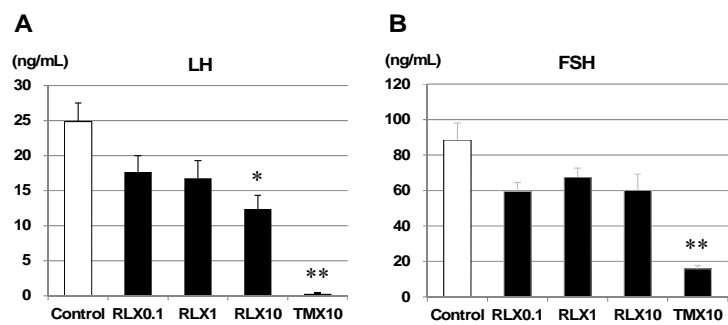 A
(ng/mL)
LH
30
25
20
15
10
5
0
*
**
Control RLX0.1 RLX1 RLX10 TMX10
B
(ng/mL)
FSH
120
100
80
60
40
20
0
**
Control RLX0.1 RLX1 RLX10 TMX10